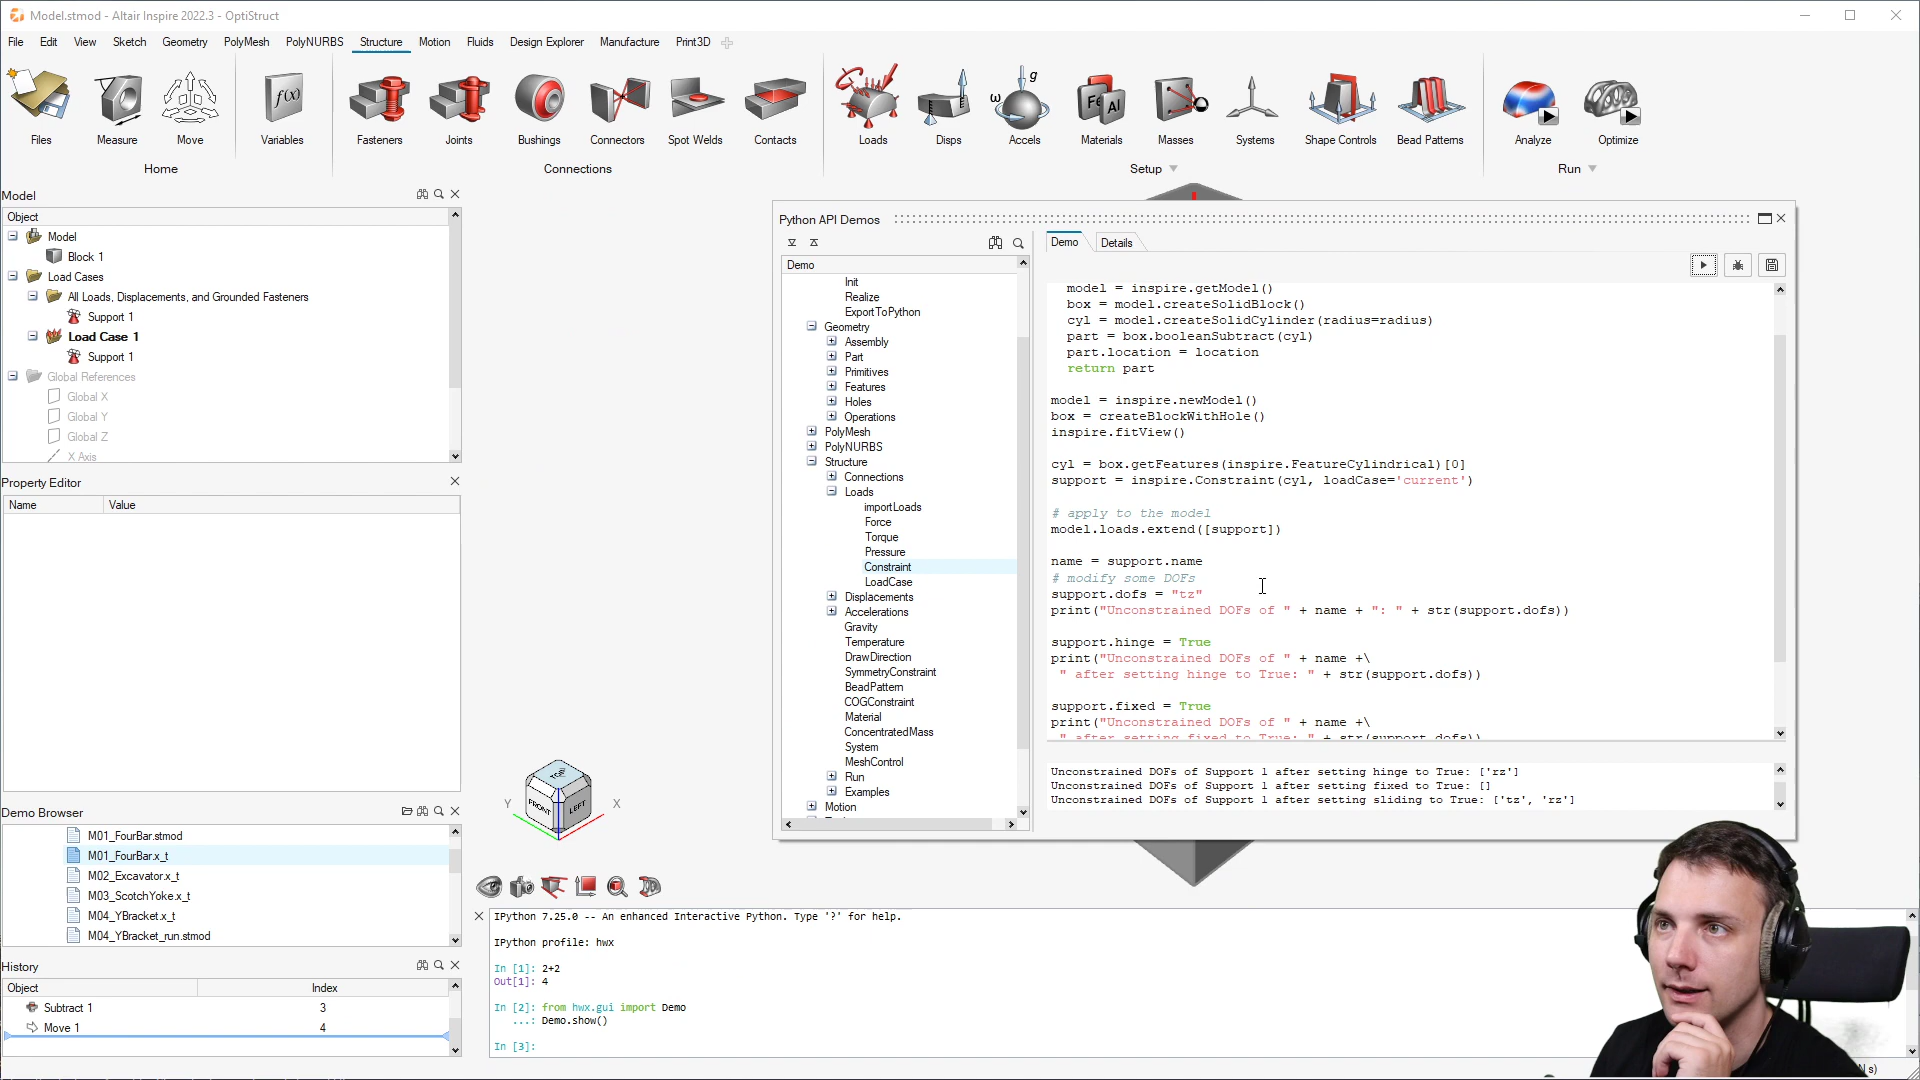 Model.stmod - Altair Inspire 2022.3 - OptiStruct
File Edit View Sketch Geometry PolyMesh PolyNURBS Structure Motion Fluids Design Explorer Manufacture Print3D
f(x) g ω Fe Al
Files Measure Move Variables Fasteners Joints Bushings Connectors Spot Welds Contacts Loads Disps Accels Materials Masses Systems Shape Controls Bead Patterns Analyze Optimize
Home Connections Setup Run
Model
Object
Model
Block 1
Load Cases
All Loads, Displacements, and Grounded Fasteners
Support 1
Load Case 1
Support 1
Global References
Global X
Global Y
Global Z
X Axis
Property Editor
Name Value
Demo Browser
M01_FourBar.stmod
M01_FourBar.x_t
M02_Excavator.x_t
M03_ScotchYoke.x_t
M04_YBracket.x_t
M04_YBracket_run.stmod
History
Object Index
Subtract 1 3
Move 1 4
TOP
FRONT LEFT
Y X
Python API Demos
Demo
Init
Realize
ExportToPython
Geometry
Assembly
Part
Primitives
Features
Holes
Operations
PolyMesh
PolyNURBS
Structure
Connections
Loads
importLoads
Force
Torque
Pressure
Constraint
LoadCase
Displacements
Accelerations
Gravity
Temperature
DrawDirection
SymmetryConstraint
BeadPattern
COGConstraint
Material
ConcentratedMass
System
MeshControl
Run
Examples
Motion
Demo Details
model = inspire.getModel()
box = model.createSolidBlock()
cyl = model.createSolidCylinder(radius=radius)
part = box.booleanSubtract(cyl)
part.location = location
return part
model = inspire.newModel()
box = createBlockWithHole()
inspire.fitView()
cyl = box.getFeatures(inspire.FeatureCylindrical)[0]
support = inspire.Constraint(cyl, loadCase='current')
# apply to the model
model.loads.extend([support])
name = support.name
# modify some DOFs
support.dofs = "tz"
print("Unconstrained DOFs of " + name + ": " + str(support.dofs))
support.hinge = True
print("Unconstrained DOFs of " + name +\
" after setting hinge to True: " + str(support.dofs))
support.fixed = True
print("Unconstrained DOFs of " + name +\
" after setting fixed to True: " + str(support.dofs))
Unconstrained DOFs of Support 1 after setting hinge to True: ['rz']
Unconstrained DOFs of Support 1 after setting fixed to True: []
Unconstrained DOFs of Support 1 after setting sliding to True: ['tz', 'rz']
IPython 7.25.0 -- An enhanced Interactive Python. Type '?' for help.
IPython profile: hwx
In [1]: 2+2
Out[1]: 4
In [2]: from hwx.gui import Demo
...: Demo.show()
In [3]: